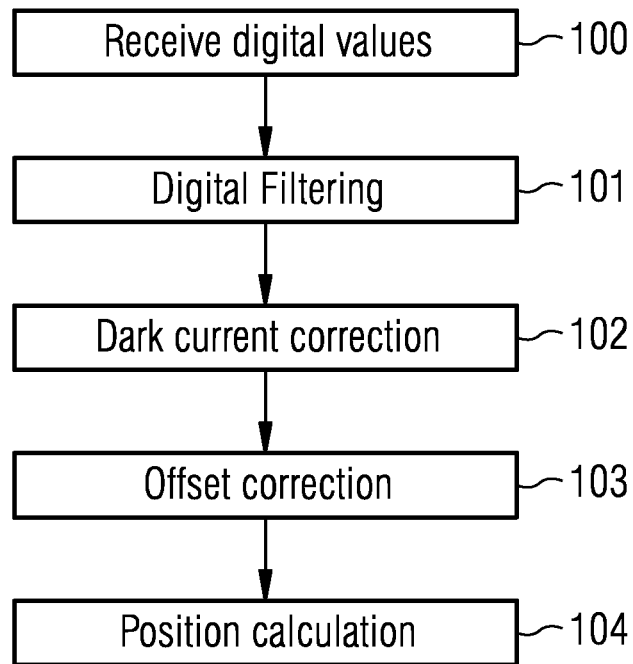 Receive digital values 100
Digital Filtering 101
Dark current correction 102
Offset correction 103
Position calculation 104